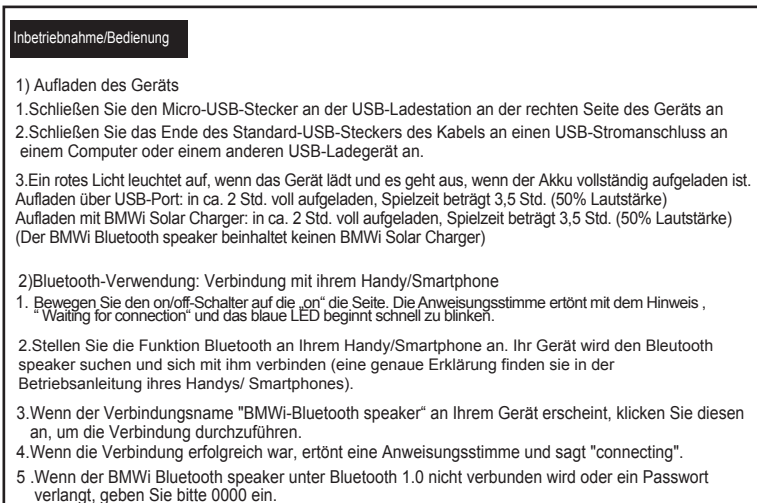 Inbetriebnahme/Bedienung
1) Aufladen des Geräts
1.Schließen Sie den Micro-USB-Stecker an der USB-Ladestation an der rechten Seite des Geräts an
2.Schließen Sie das Ende des Standard-USB-Steckers des Kabels an einen USB-Stromanschluss an
einem Computer oder einem anderen USB-Ladegerät an.
3.Ein rotes Licht leuchtet auf, wenn das Gerät lädt und es geht aus, wenn der Akku vollständig aufgeladen ist.
Aufladen über USB-Port: in ca. 2 Std. voll aufgeladen, Spielzeit beträgt 3,5 Std. (50% Lautstärke)
Aufladen mit BMWi Solar Charger: in ca. 2 Std. voll aufgeladen, Spielzeit beträgt 3,5 Std. (50% Lautstärke)
(Der BMWi Bluetooth speaker beinhaltet keinen BMWi Solar Charger)
2)Bluetooth-Verwendung: Verbindung mit ihrem Handy/Smartphone
1. Bewegen Sie den on/off-Schalter auf die „on“ die Seite. Die Anweisungsstimme ertönt mit dem Hinweis ,
“ Waiting for connection“ und das blaue LED beginnt schnell zu blinken.
2.Stellen Sie die Funktion Bluetooth an Ihrem Handy/Smartphone an. Ihr Gerät wird den Bleutooth
speaker suchen und sich mit ihm verbinden (eine genaue Erklärung finden sie in der
Betriebsanleitung ihres Handys/ Smartphones).
3.Wenn der Verbindungsname "BMWi-Bluetooth speaker“ an Ihrem Gerät erscheint, klicken Sie diesen
an, um die Verbindung durchzuführen.
4.Wenn die Verbindung erfolgreich war, ertönt eine Anweisungsstimme und sagt "connecting".
5 .Wenn der BMWi Bluetooth speaker unter Bluetooth 1.0 nicht verbunden wird oder ein Passwort
verlangt, geben Sie bitte 0000 ein.